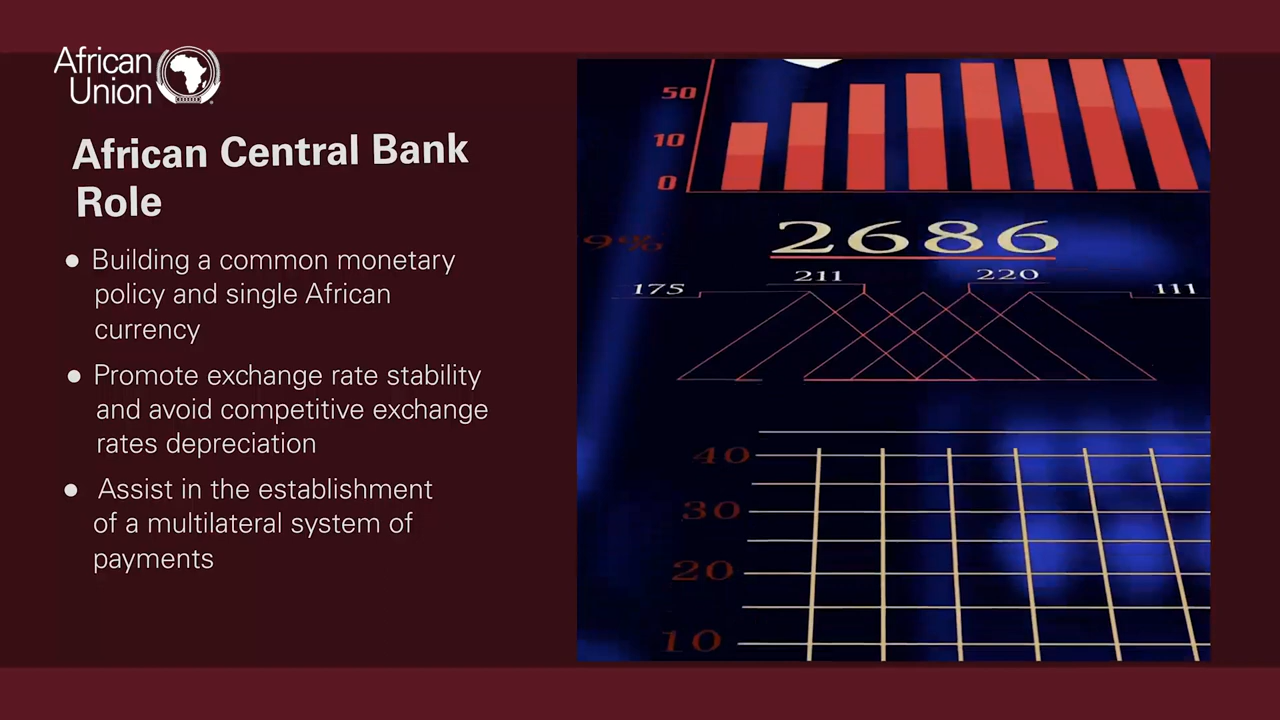 African
Union
African Central Bank
Role
● Building a common monetary
policy and single African
currency
● Promote exchange rate stability
and avoid competitive exchange
rates depreciation
● Assist in the establishment
of a multilateral system of
payments
50
10
0
9%
2686
211
220
175
111
40
30
20
10